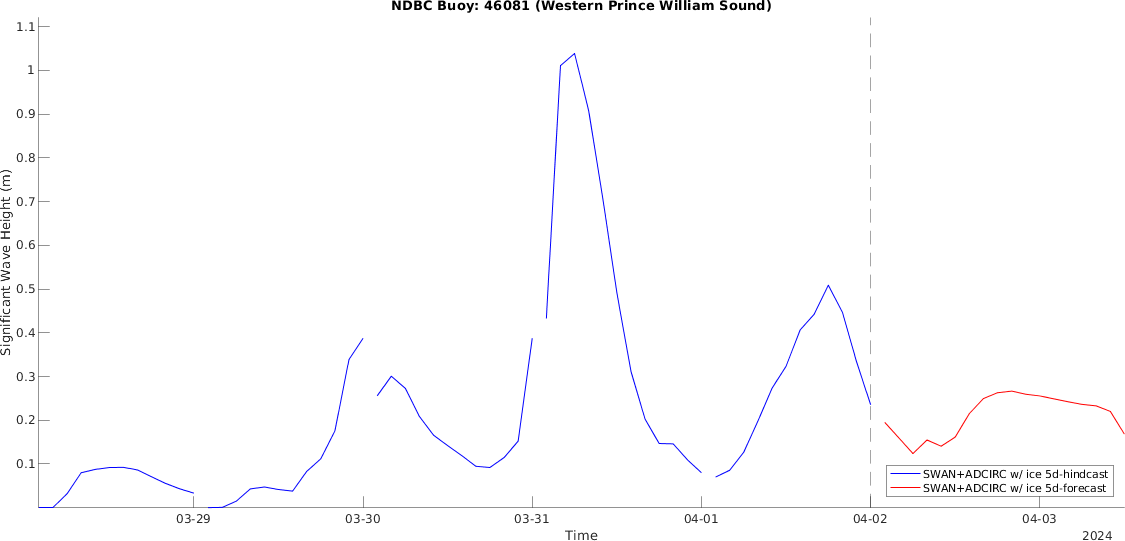 NDBC Buoy: 46081 (Western Prince William Sound)
1.1
1
0.9
0.8
0.7
0.6
0.5
0.4
0.3
0.2
0.1
Significant Wave Height (m)
SWAN+ADCIRC w/ ice 5d-hindcast
SWAN+ADCIRC w/ ice 5d-forecast
03-29 03-30 03-31 04-01 04-02 04-03
Time
2024